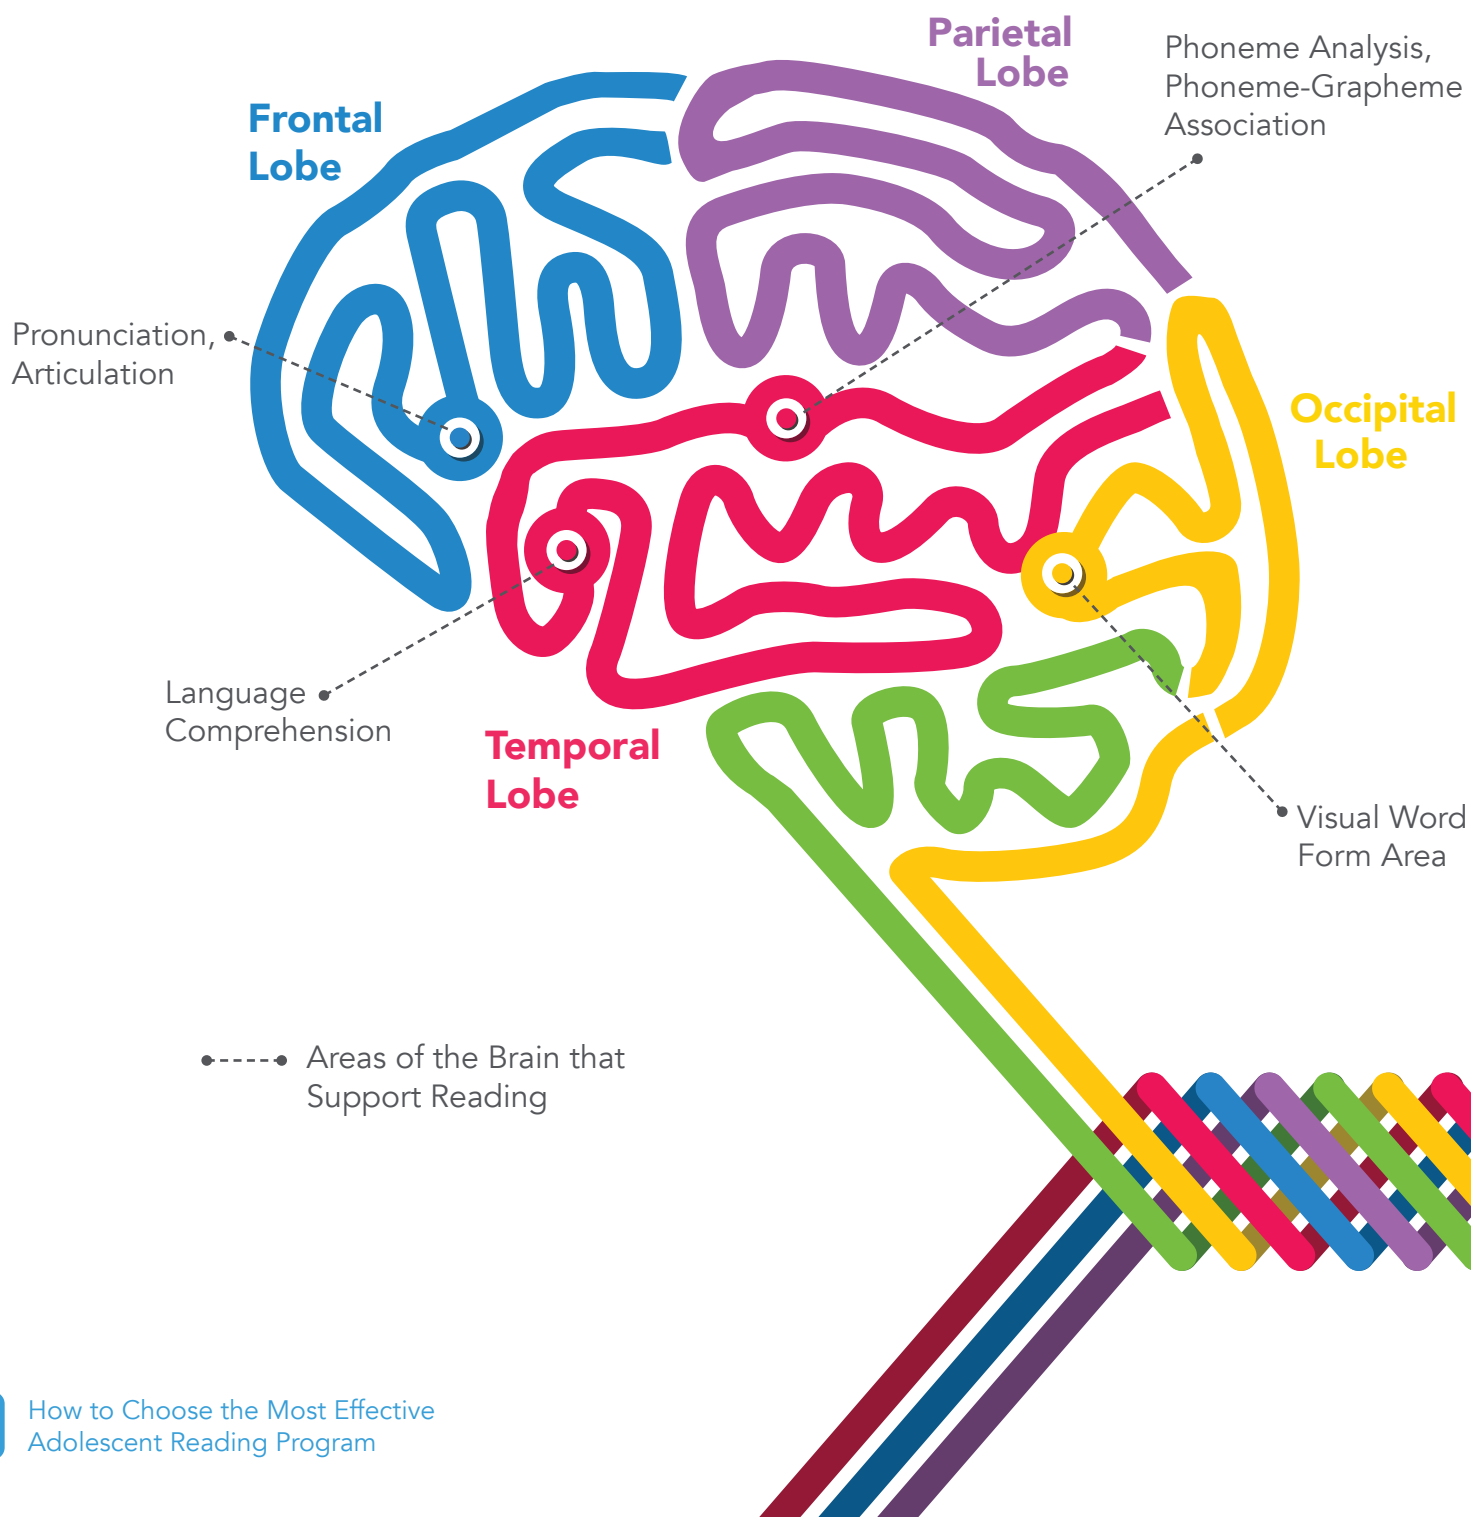 Parietal
Lobe
Phoneme Analysis,
Phoneme-Grapheme
Association
Frontal
Lobe
Pronunciation,
Articulation
Occipital
Lobe
Language
Comprehension
Temporal
Lobe
Visual Word
Form Area
Areas of the Brain that
Support Reading
How to Choose the Most Effective
Adolescent Reading Program